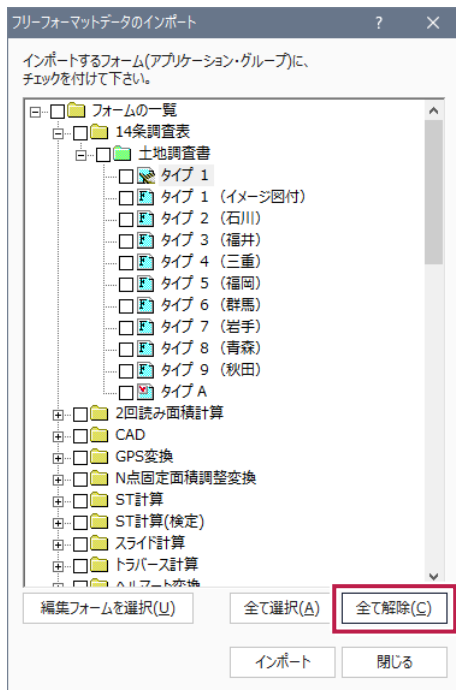 フリーフォーマットデータのインポート ? ×
インポートするフォーム(アプリケーション・グループ)に、
チェックを付けて下さい。
フォームの一覧
14条調査表
土地調査書
タイプ 1
タイプ 1 （イメージ図付）
タイプ 2 （石川）
タイプ 3 （福井）
タイプ 4 （三重）
タイプ 5 （福岡）
タイプ 6 （群馬）
タイプ 7 （岩手）
タイプ 8 （青森）
タイプ 9 （秋田）
タイプ A
2回読み面積計算
CAD
GPS変換
N点固定面積調整変換
ST計算
ST計算(検定)
スライド計算
トラバース計算
ヘルマート変換
編集フォームを選択(U) 全て選択(A) 全て解除(C)
インポート 閉じる